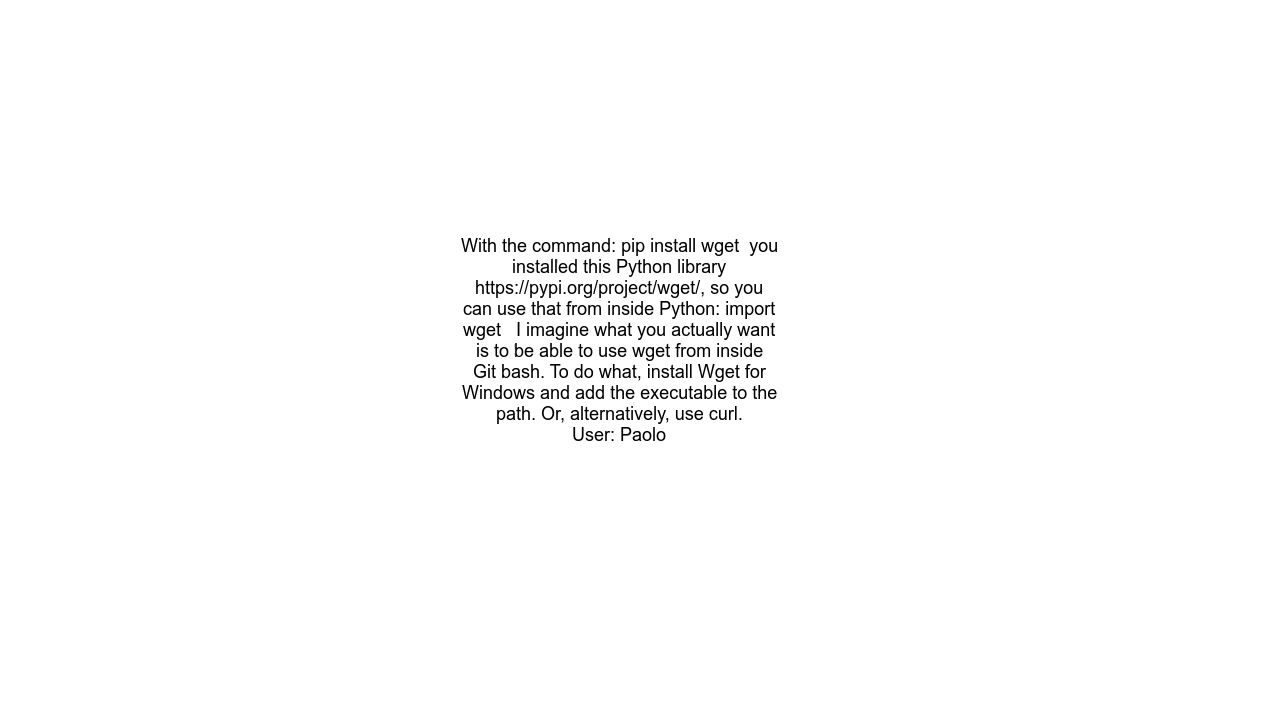 With the command: pip install wget  you
installed this Python library
https://pypi.org/project/wget/, so you
can use that from inside Python: import
wget   I imagine what you actually want
is to be able to use wget from inside
Git bash. To do what, install Wget for
Windows and add the executable to the
path. Or, alternatively, use curl.
User: Paolo